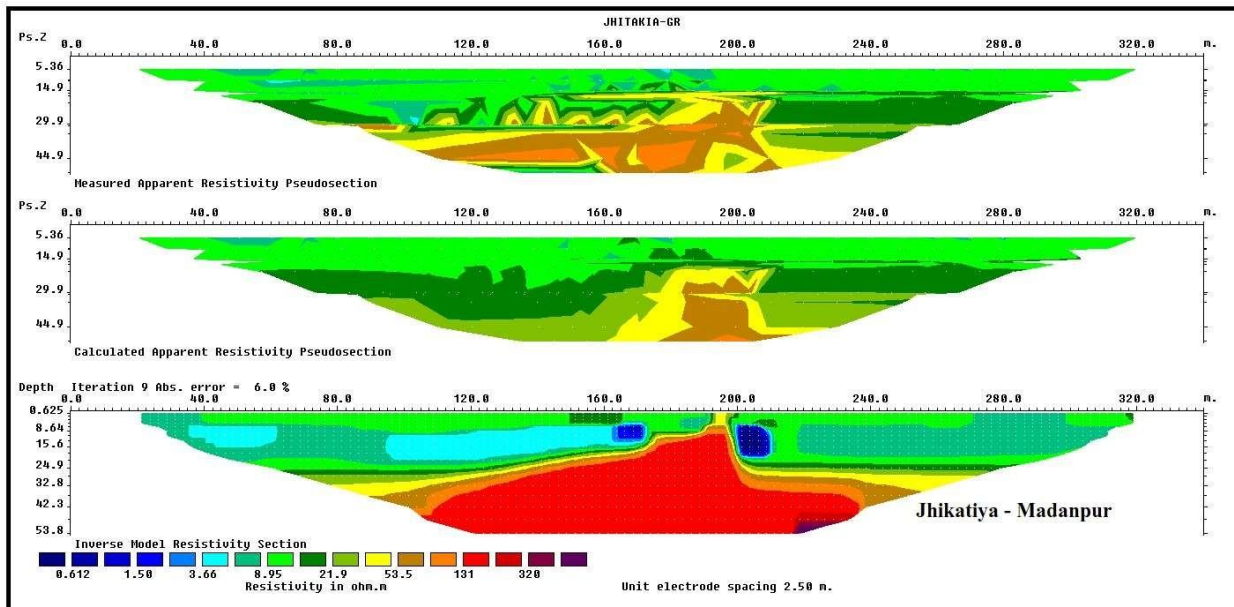 JHITAKIA-GR
Ps.Z 0.0 40.0 80.0 120.0 160.0 200.0 240.0 280.0 320.0 m.
5.36
14.9
29.9
44.9
Measured Apparent Resistivity Pseudosection
Ps.Z 0.0 40.0 80.0 120.0 160.0 200.0 240.0 280.0 320.0 m.
5.36
14.9
29.9
44.9
Calculated Apparent Resistivity Pseudosection
Depth Iteration 9 Abs. error = 6.0 %
0.0 40.0 80.0 120.0 160.0 200.0 240.0 280.0 320.0 m.
0.625
8.64
15.6
24.9
32.8
42.3
Jhikatiya - Madanpur
53.8
Inverse Model Resistivity Section
0.612 1.50 3.66 8.95 21.9 53.5 131 320
Resistivity in ohm.m Unit electrode spacing 2.50 m.